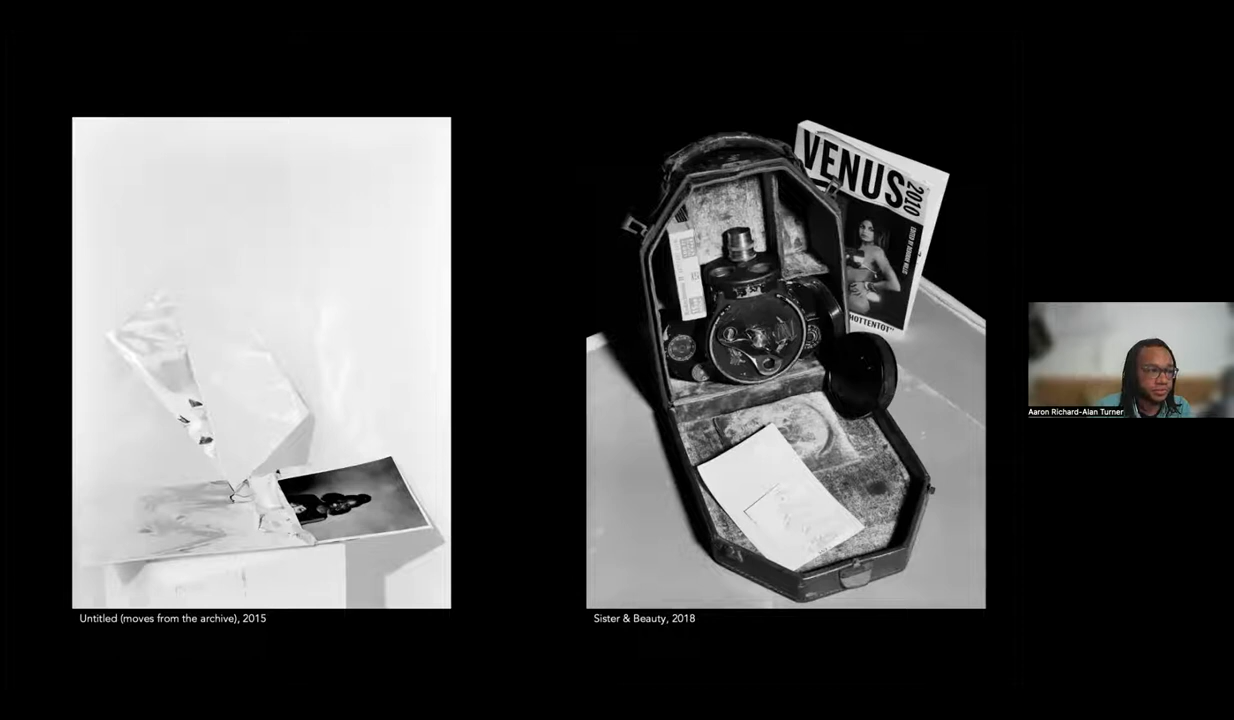 VENUS
2010
HOTTENTOT"
Untitled (moves from the archive), 2015
Sister & Beauty, 2018
Aaron Richard-Alan Turner